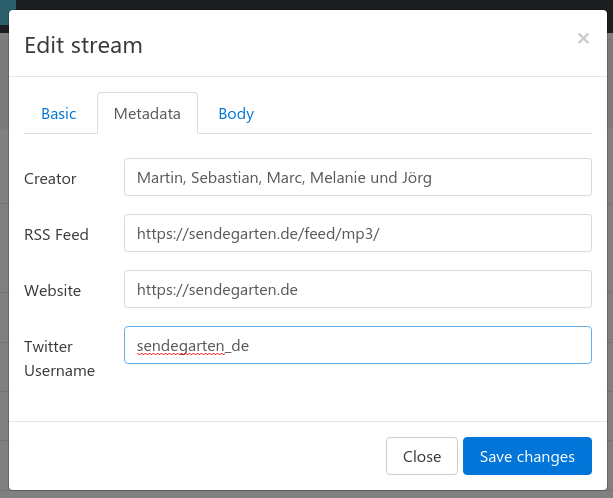 Edit stream
×
Basic Metadata Body
Creator Martin, Sebastian, Marc, Melanie und Jörg
RSS Feed https://sendegarten.de/feed/mp3/
Website https://sendegarten.de
Twitter
Username sendegarten_de
Close Save changes